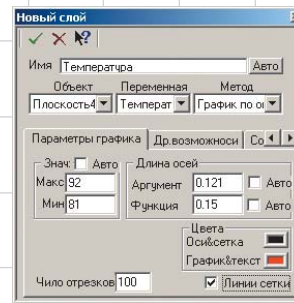 Новый слой
Имя Температура Авто
Объект Переменная Метод
Плоскость4 Температ График по о
Параметры графика Др.возможноси Со
Знач: Авто Длина осей
Макс 92 Аргумент 0.121 Авто
Мин 81 Функция 0.15 Авто
Цвета
Оси&сетка
График&текст
Чило отрезков 100 Линии сетки